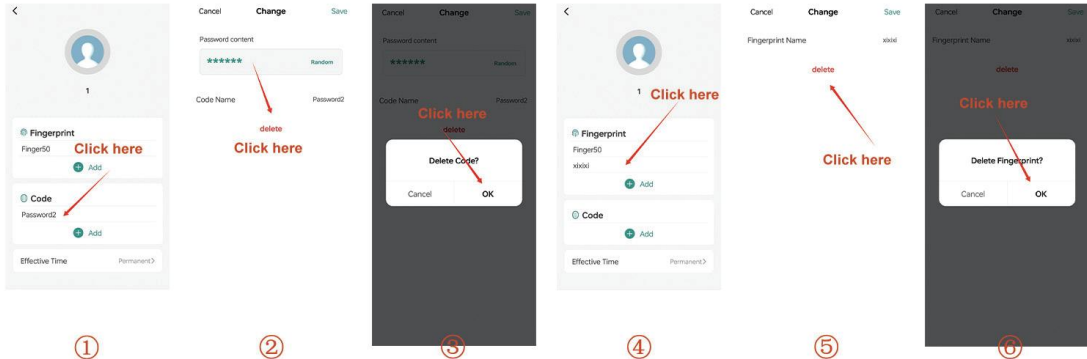 1
Fingerprint
Finger50
Click here
Add
Code
Password2
Add
Effective Time Permanent>
①
Cancel Change Save
Password content
****** Random
Code Name Password2
delete
Click here
②
Cancel Change Save
Password content
****** Random
Code Name Password2
Click here
delete
Delete Code?
Cancel OK
③
1
Click here
Fingerprint
Finger50
xixixi
Add
Code
Add
Effective Time Permanent>
④
Cancel Change Save
Fingerprint Name xixixi
delete
Click here
⑤
Cancel Change Save
Fingerprint Name xixixi
delete
Click here
Delete Fingerprint?
Cancel OK
⑥